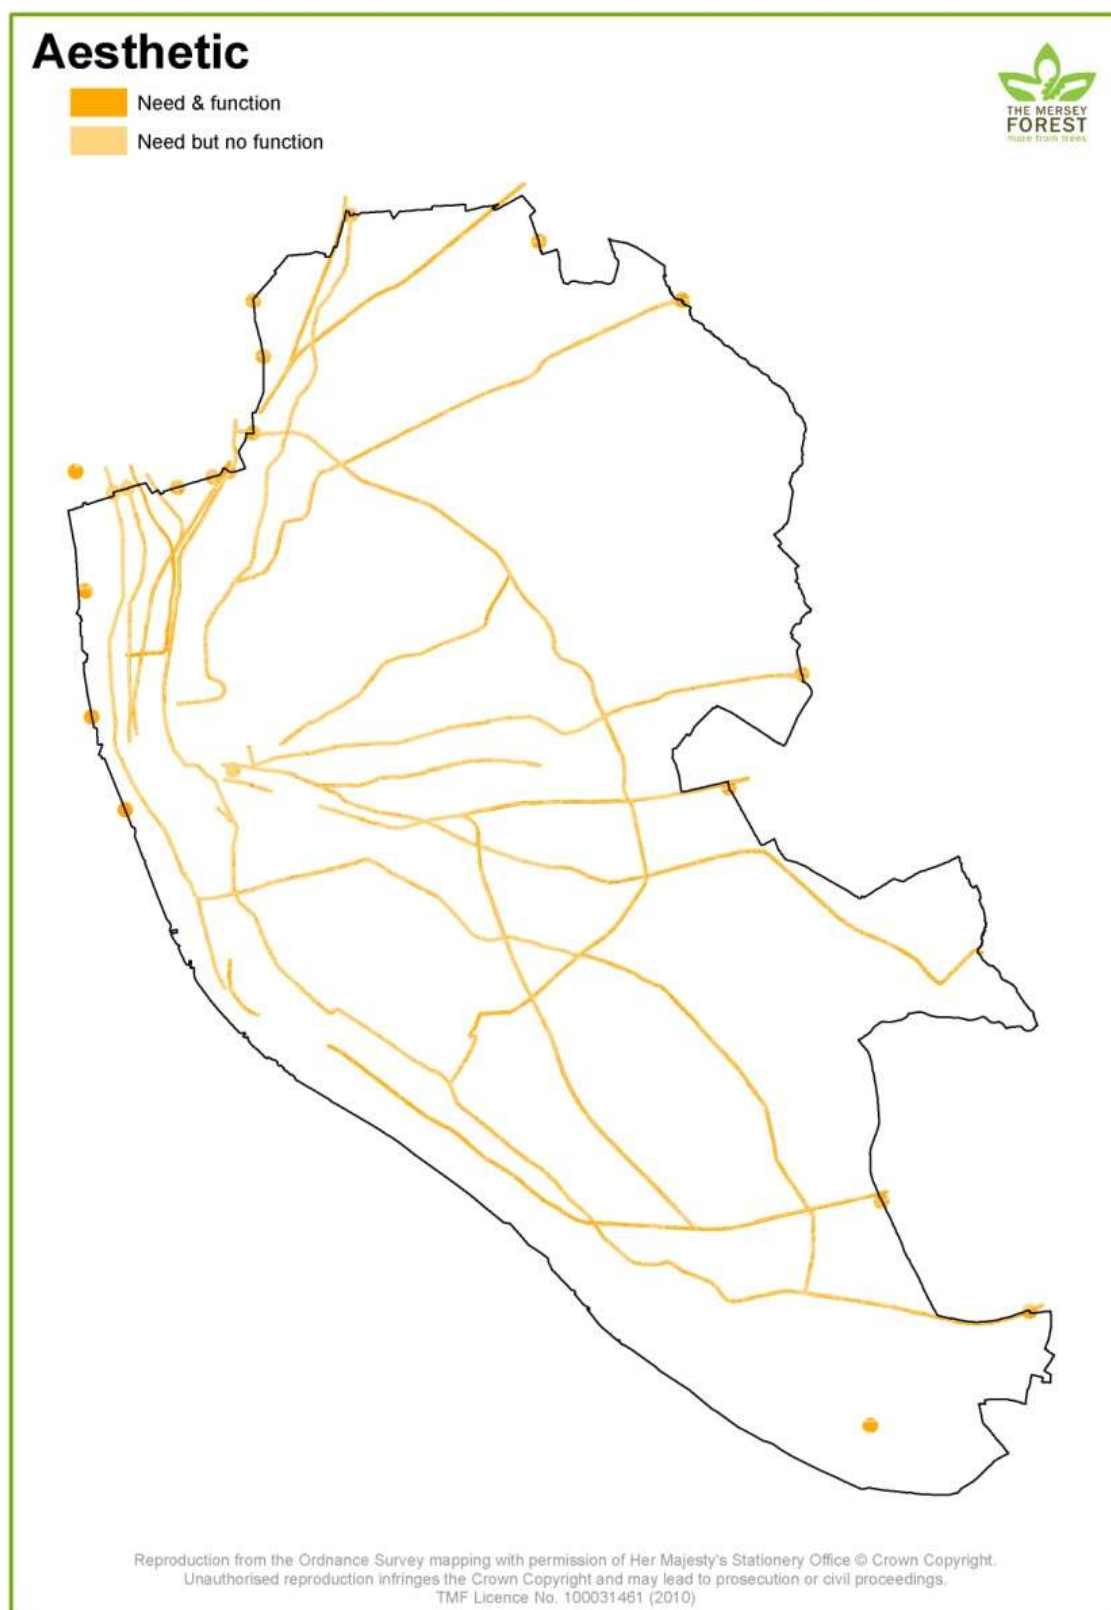 Aesthetic
Need & function
Need but no function
THE MERSEY
FOREST
more from trees
Reproduction from the Ordnance Survey mapping with permission of Her Majesty's Stationery Office © Crown Copyright.
Unauthorised reproduction infringes the Crown Copyright and may lead to prosecution or civil proceedings.
TMF Licence No. 100031461 (2010)